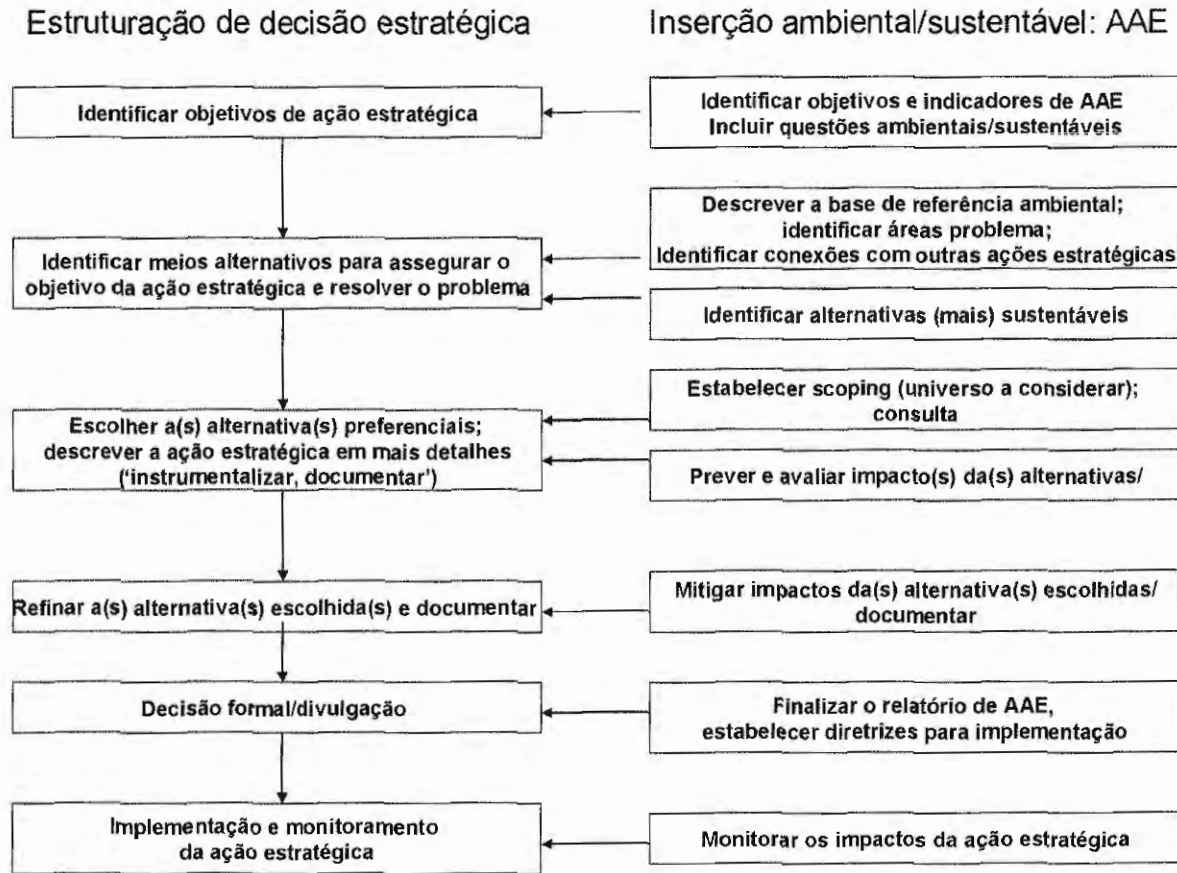 Estruturação de decisão estratégica
Inserção ambiental/sustentável: AAE
Identificar objetivos de ação estratégica
Identificar objetivos e indicadores de AAE
Incluir questões ambientais/sustentáveis
Descrever a base de referência ambiental;
identificar áreas problema;
Identificar conexões com outras ações estratégicas
Identificar meios alternativos para assegurar o
objetivo da ação estratégica e resolver o problema
Identificar alternativas (mais) sustentáveis
Estabelecer scoping (universo a considerar);
consulta
Escolher a(s) alternativa(s) preferenciais;
descrever a ação estratégica em mais detalhes
(‘instrumentalizar, documentar’)
Prever e avaliar impacto(s) da(s) alternativas/
Refinar a(s) alternativa(s) escolhida(s) e documentar
Mitigar impactos da(s) alternativa(s) escolhidas/
documentar
Decisão formal/divulgação
Finalizar o relatório de AAE,
estabelecer diretrizes para implementação
Implementação e monitoramento
da ação estratégica
Monitorar os impactos da ação estratégica